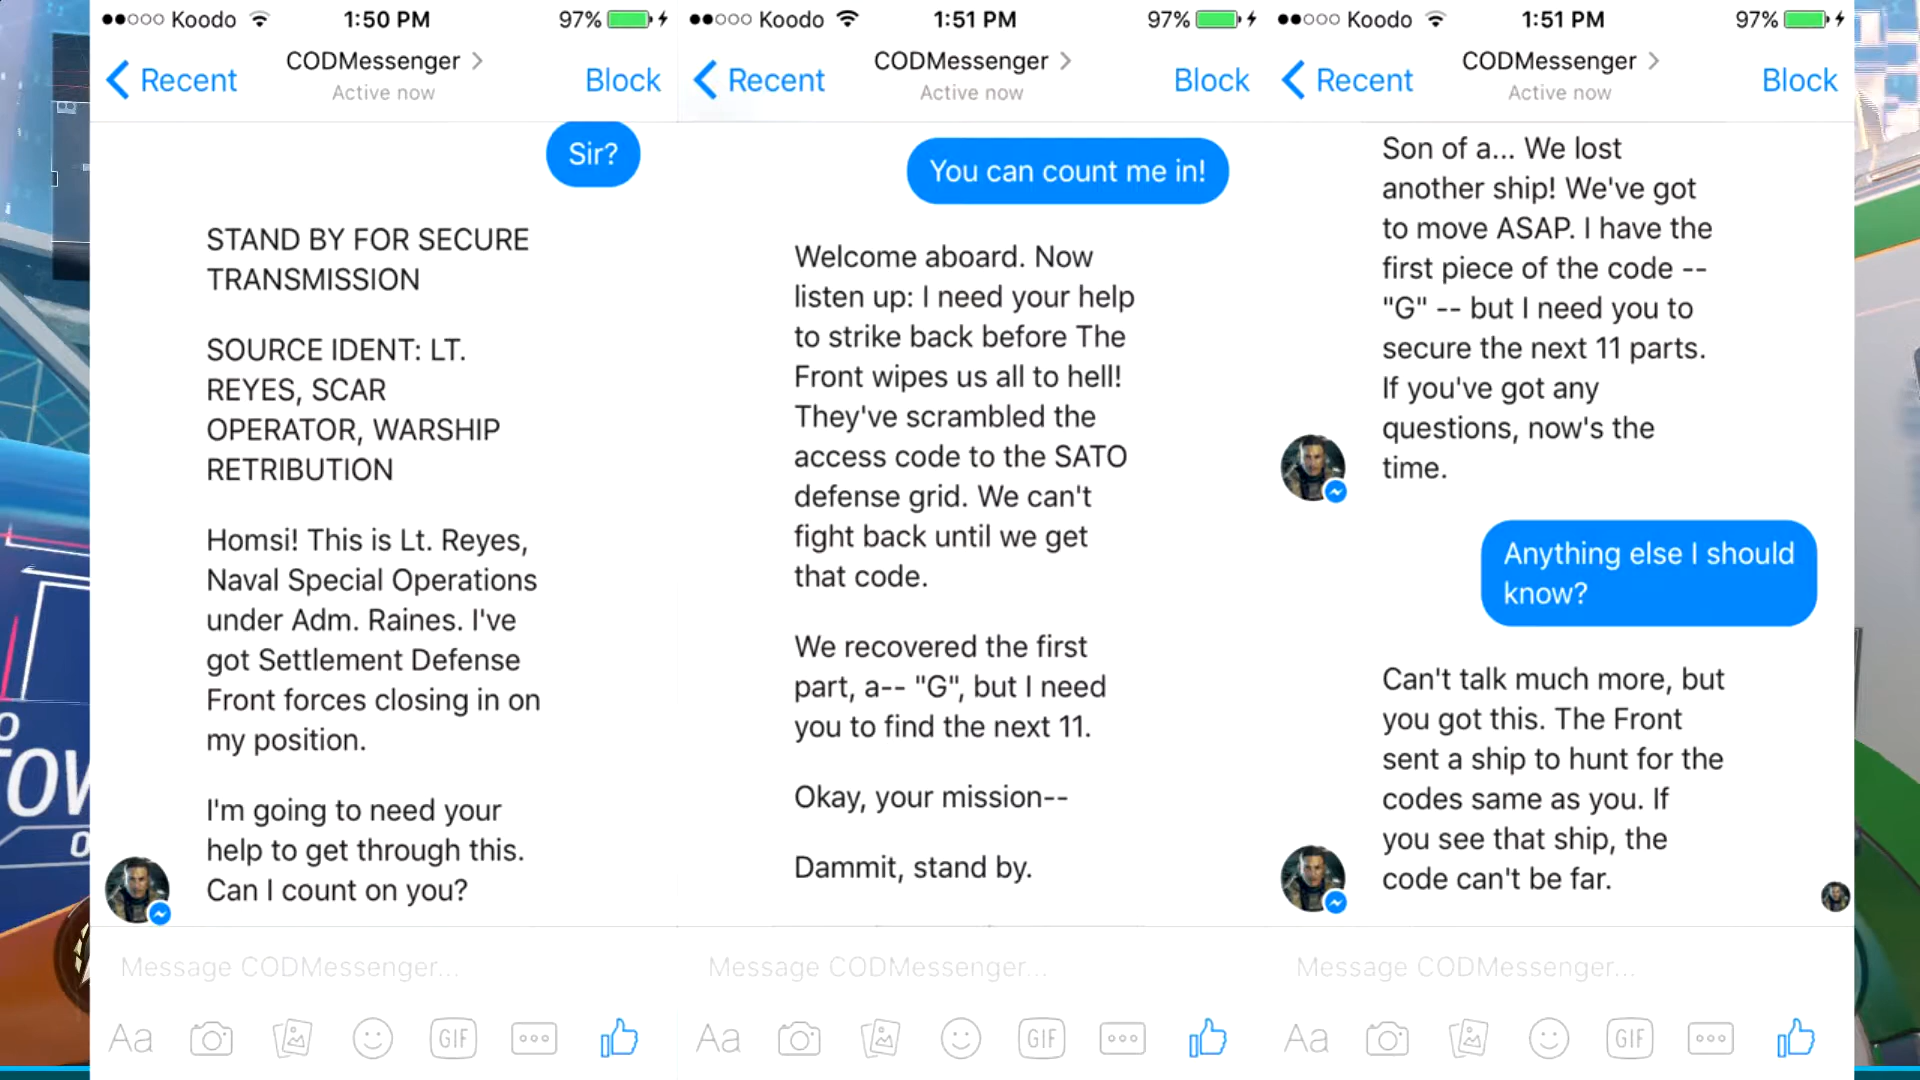 Koodo
1:50 PM
97%
Recent
CODMessenger
Active now
Block
Sir?
STAND BY FOR SECURE
TRANSMISSION
SOURCE IDENT: LT.
REYES, SCAR
OPERATOR, WARSHIP
RETRIBUTION
Homsi! This is Lt. Reyes,
Naval Special Operations
under Adm. Raines. I've
got Settlement Defense
Front forces closing in on
my position.
I'm going to need your
help to get through this.
Can I count on you?
Message CODMessenger...
Aa
GIF
Koodo
1:51 PM
97%
Recent
CODMessenger
Active now
Block
You can count me in!
Welcome aboard. Now
listen up: I need your help
to strike back before The
Front wipes us all to hell!
They've scrambled the
access code to the SATO
defense grid. We can't
fight back until we get
that code.
We recovered the first
part, a-- "G", but I need
you to find the next 11.
Okay, your mission--
Dammit, stand by.
Message CODMessenger...
Aa
GIF
Koodo
1:51 PM
97%
Recent
CODMessenger
Active now
Block
Son of a... We lost
another ship! We've got
to move ASAP. I have the
first piece of the code --
"G" -- but I need you to
secure the next 11 parts.
If you've got any
questions, now's the
time.
Anything else I should
know?
Can't talk much more, but
you got this. The Front
sent a ship to hunt for the
codes same as you. If
you see that ship, the
code can't be far.
Message CODMessenger...
Aa
GIF